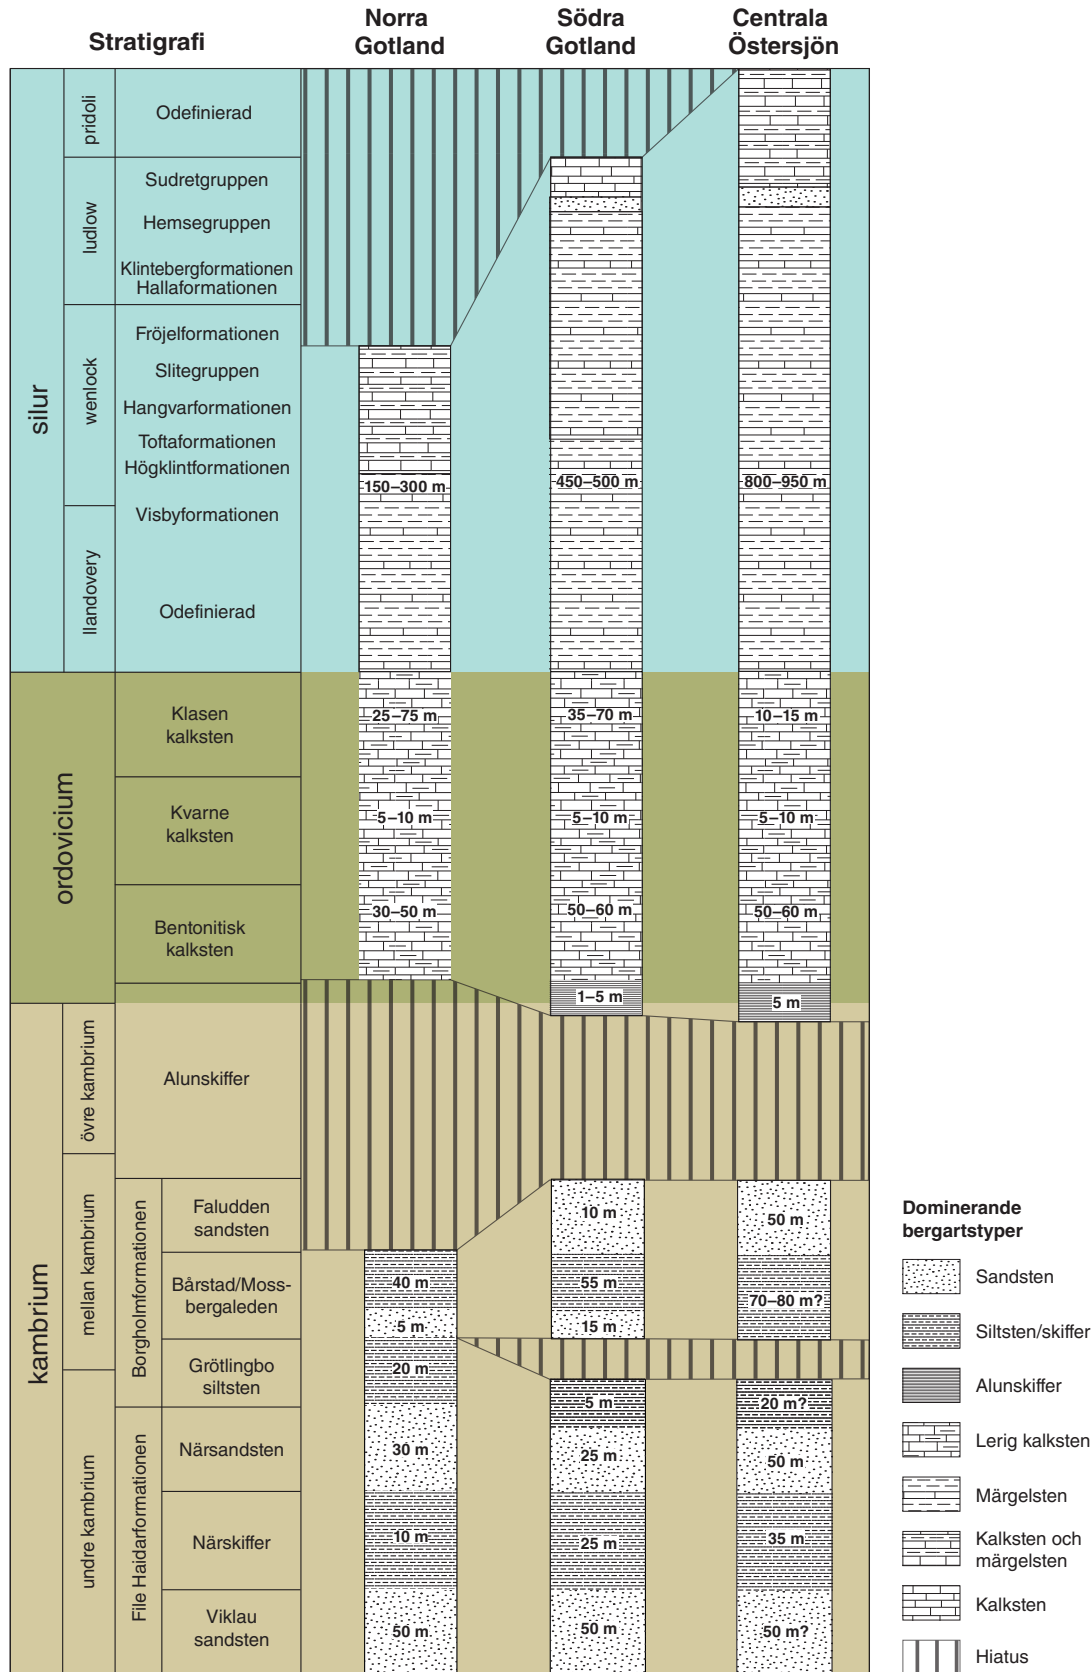 Stratigrafi
Norra
Gotland
Södra
Gotland
Centrala
Östersjön
silur
pridoli
Odefinierad
ludlow
Sudretgruppen
Hemsegruppen
Klintebergformationen
Hallaformationen
wenlock
Fröjelformationen
Slitegruppen
Hangvarformationen
Toftaformationen
Högklintformationen
150–300 m
450–500 m
800–950 m
Visbyformationen
llandovery
Odefinierad
ordovicium
Klasen
kalksten
25–75 m
35–70 m
10–15 m
Kvarne
kalksten
5–10 m
5–10 m
5–10 m
Bentonitisk
kalksten
30–50 m
50–60 m
50–60 m
1–5 m
5 m
kambrium
övre kambrium
Alunskiffer
mellan kambrium
Borgholmformationen
Faludden
sandsten
10 m
50 m
Bårstad/Moss-
bergaleden
40 m
55 m
70–80 m?
5 m
15 m
Grötlingbo
siltsten
20 m
5 m
20 m?
undre kambrium
File Haidarformationen
Närsandsten
30 m
25 m
50 m
Närskiffer
10 m
25 m
35 m
Viklau
sandsten
50 m
50 m
50 m?
Dominerande
bergartstyper
Sandsten
Siltsten/skiffer
Alunskiffer
Lerig kalksten
Märgelsten
Kalksten och
märgelsten
Kalksten
Hiatus